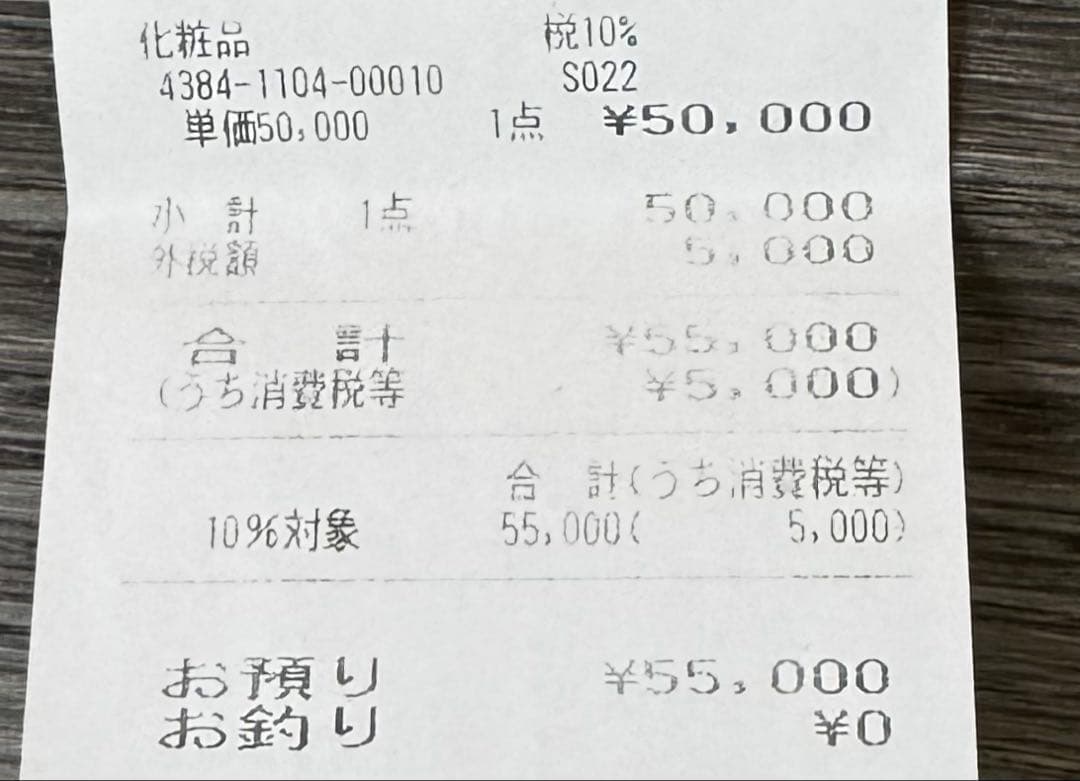 化粧品 税10%
4384-1104-00010 S022
単価50,000 1点 ¥50,000
小 計 1点 50,000
外税額 5,000
合 計 ¥55,000
(うち消費税等 ¥5,000)
合 計(うち消費税等)
10%対象 55,000( 5,000)
お預り ¥55,000
お釣り ¥0